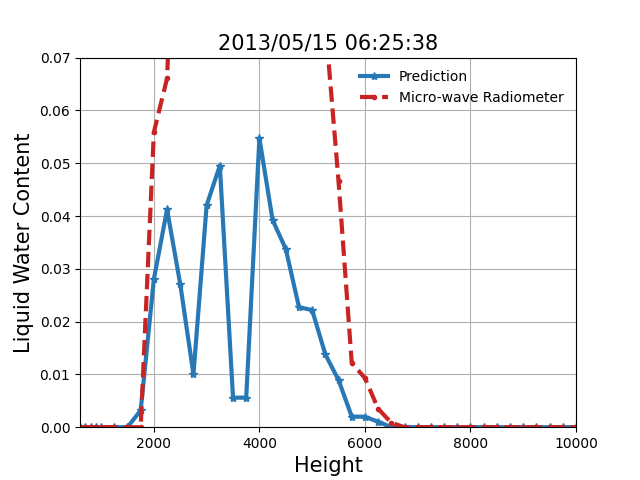 2013/05/15 06:25:38
0.07
0.06
0.05
0.04
0.03
0.02
0.01
0.00
Liquid Water Content
Prediction
Micro-wave Radiometer
2000 4000 6000 8000 10000
Height